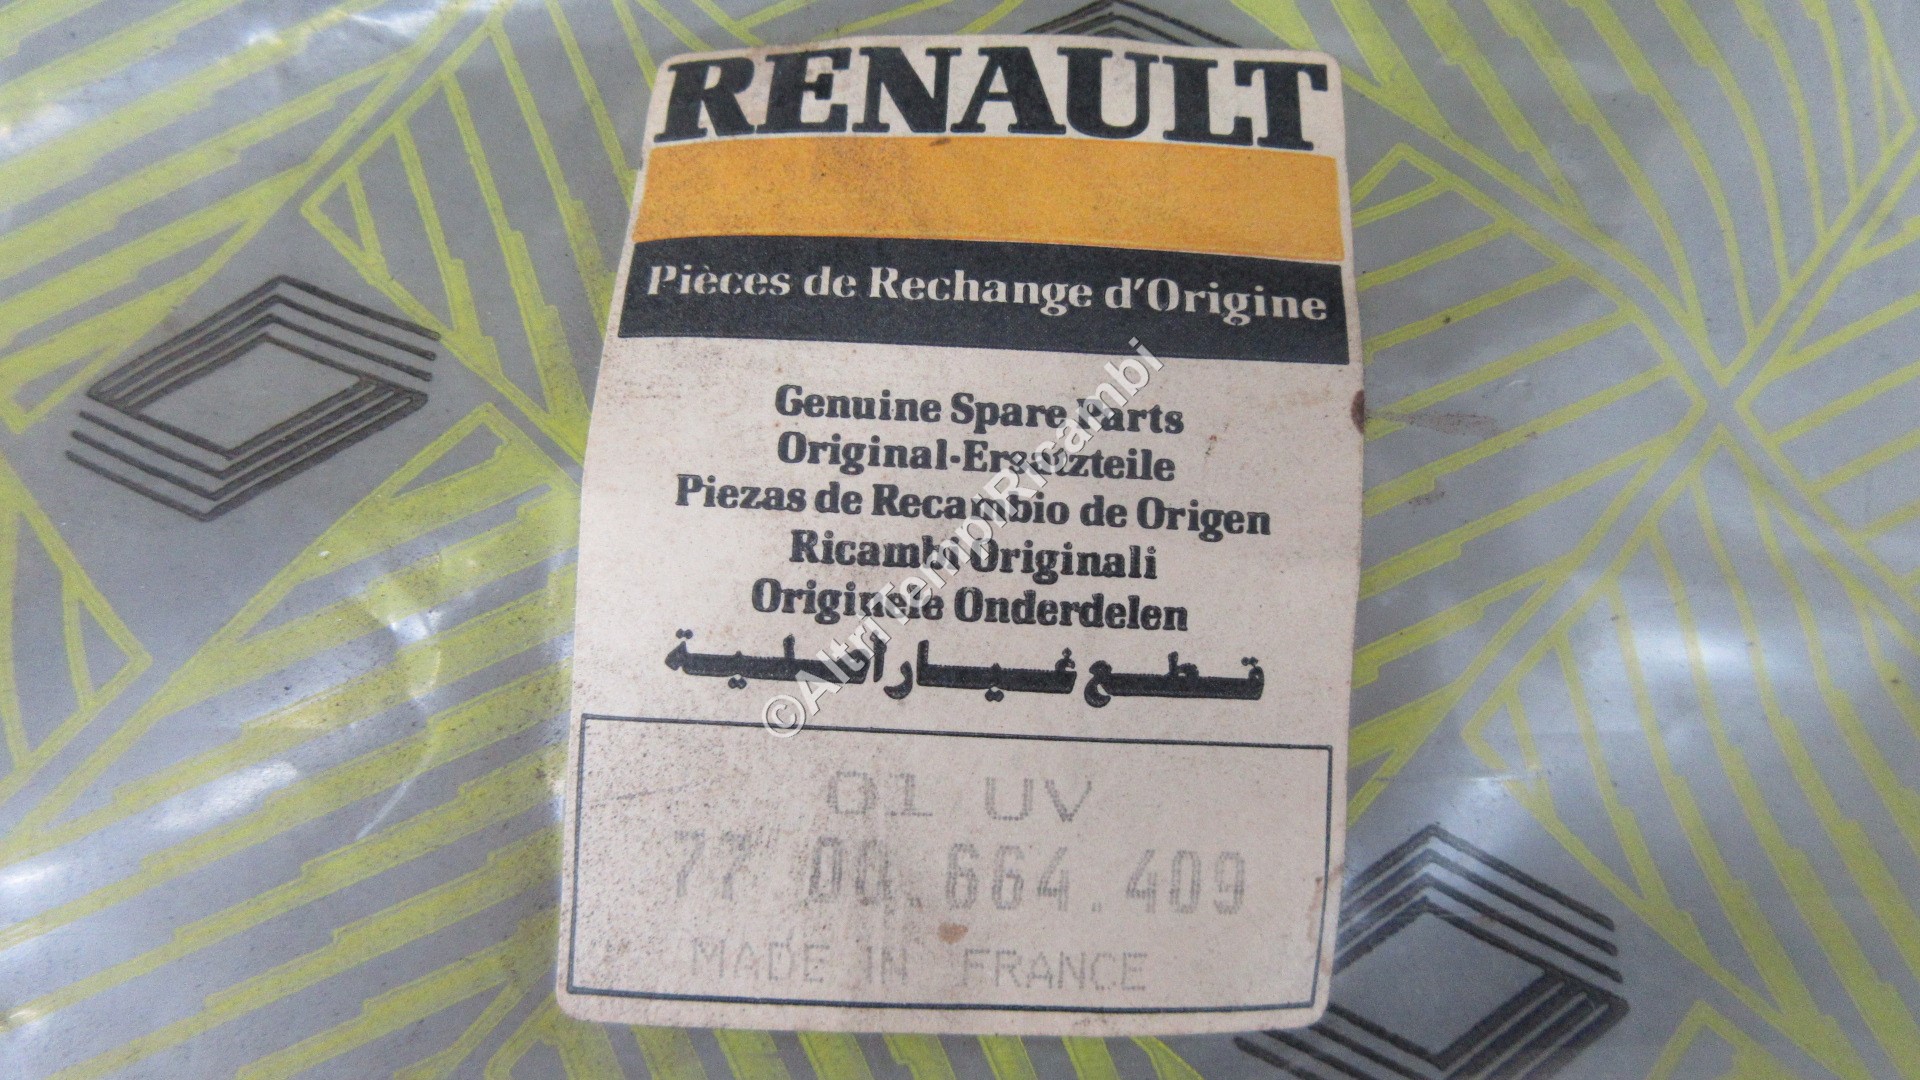 RENAULT
Pièces de Rechange d'Origine
Genuine Spare Parts
Original-Ersatzteile
Piezas de Recambio de Origen
Ricambi Originali
Originele Onderdelen
قطع غيار اصلية
©AltriTempiRicambi
01 UV
77 00.664.409
MADE IN FRANCE